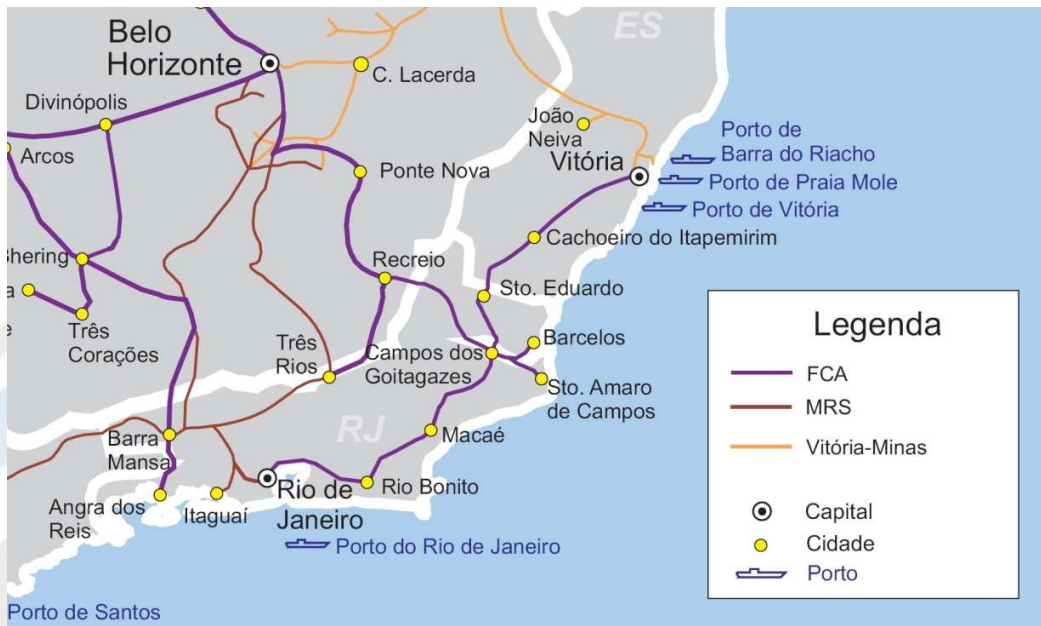 ES
Belo
Horizonte
C. Lacerda
Divinópolis
João
Neiva
Porto de
Barra do Riacho
Arcos
Vitória
Ponte Nova
Porto de Praia Mole
Porto de Vitória
Cachoeiro do Itapemirim
Bhering
Recreio
Sto. Eduardo
a
e
Três
Corações
Barcelos
Três
Rios
Campos dos
Goitagazes
Sto. Amaro
de Campos
RJ
Macaé
Barra
Mansa
Angra dos
Reis
Itaguaí
Rio de
Janeiro
Rio Bonito
Porto do Rio de Janeiro
Porto de Santos
Legenda
FCA
MRS
Vitória-Minas
Capital
Cidade
Porto